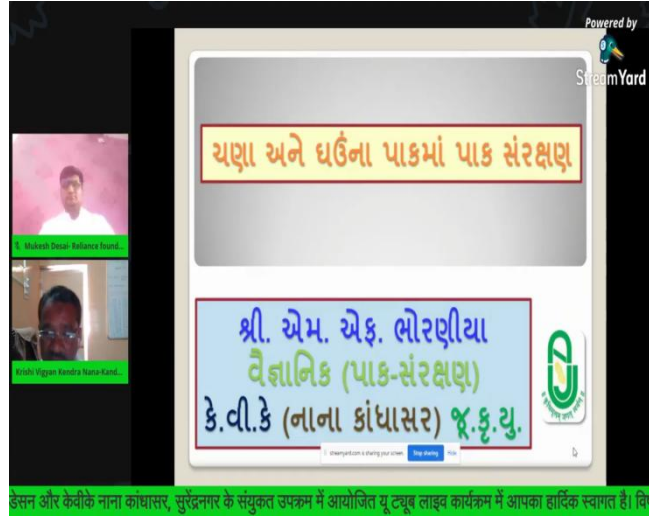 Powered by
StreamYard
ચણા અને ઘઉંના પાકમાં પાક સંરક્ષણ
Mukesh Desai- Reliance found...
શ્રી. એમ. એફ. ભોરણીયા
વૈજ્ઞાનિક (પાક-સંરક્ષણ)
કે.વી.કે (નાના કાંધાસર) જૂ.કૃ.યુ.
Krishi Vigyan Kendra Nana-Kand...
streamyard.com is sharing your screen.
Stop sharing
Hide
डेसन और केवीके नाना कांधासर, सुरेंद्रनगर के संयुकत उपक्रम में आयोजित यू ट्यूब लाइव कार्यक्रम में आपका हार्दिक स्वागत है। वि